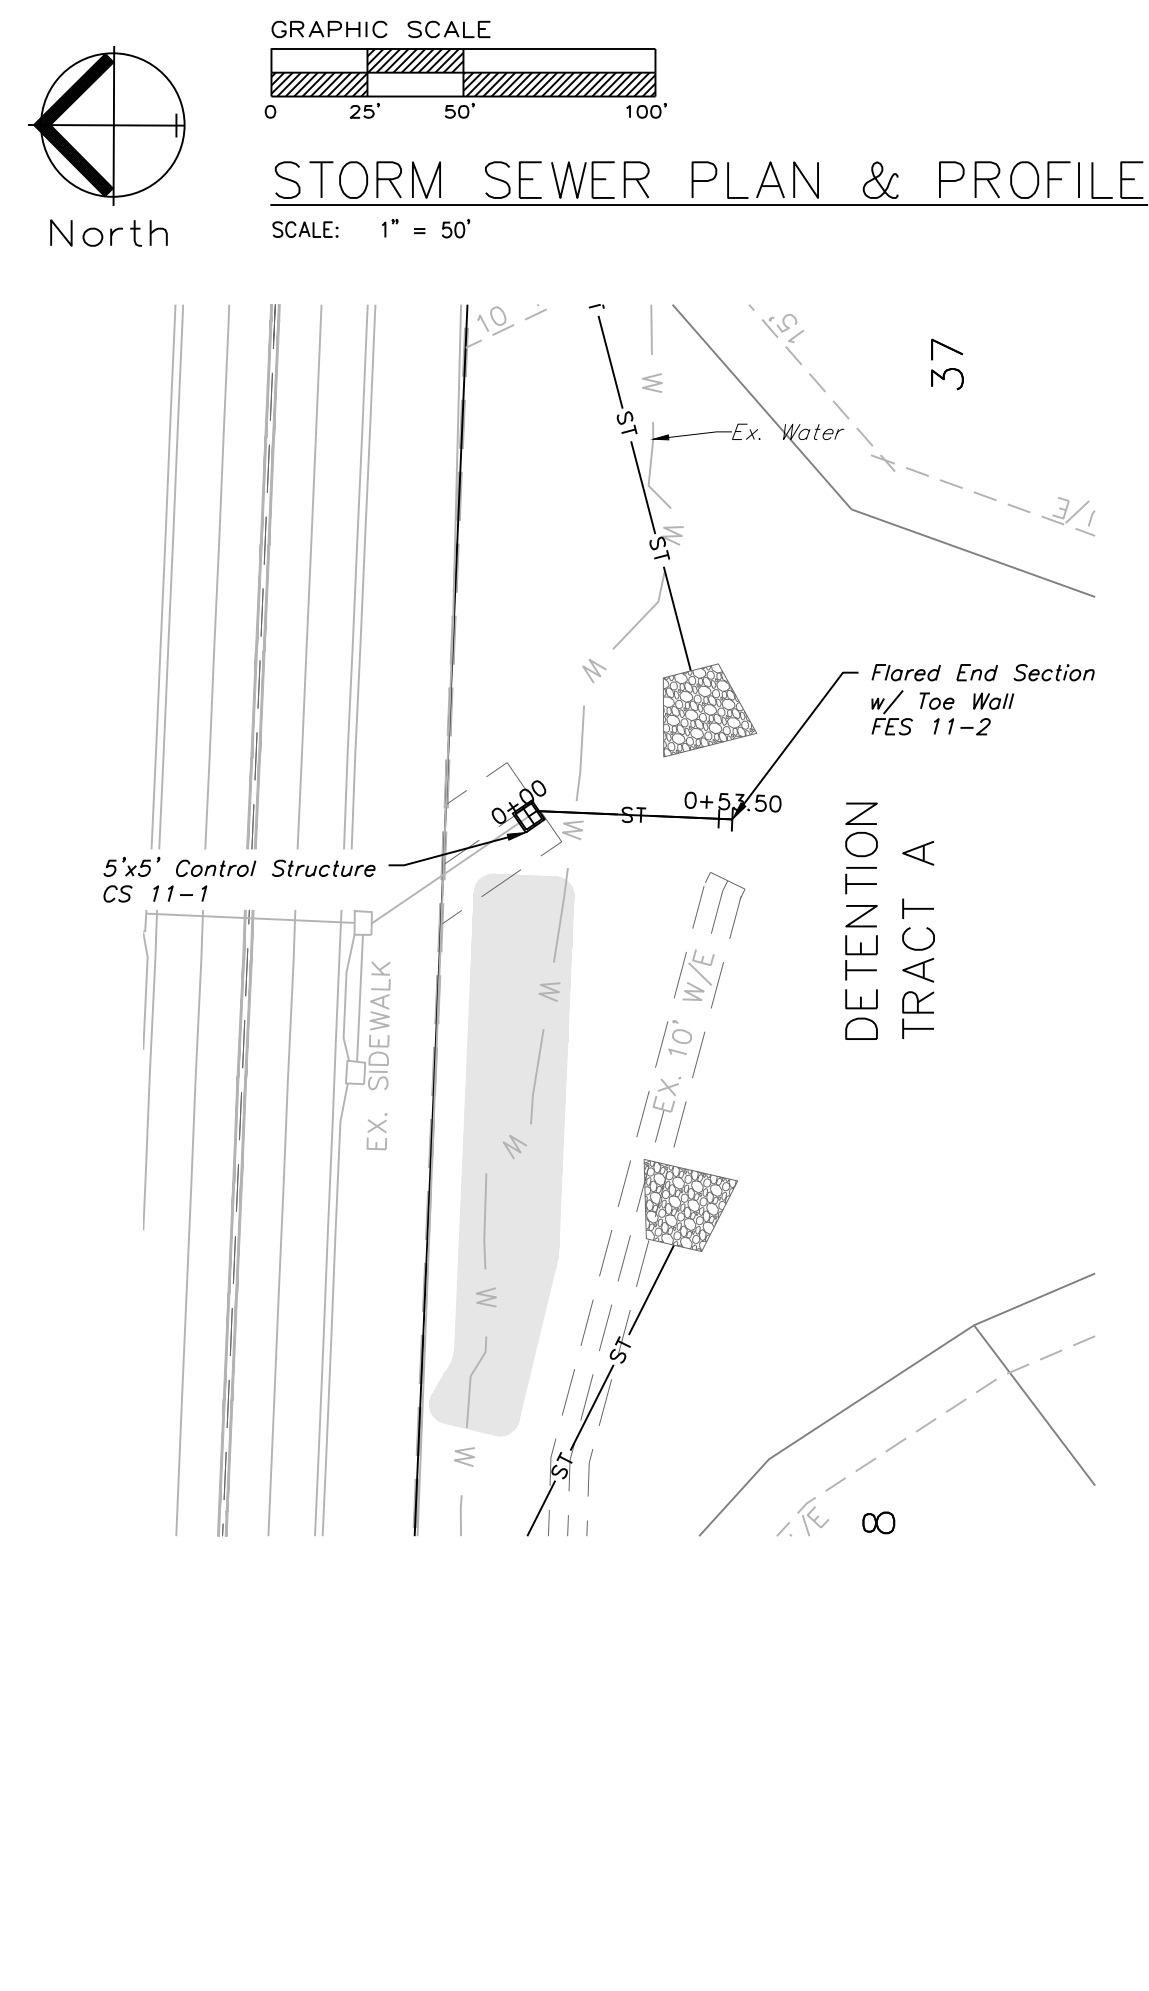 GRAPHIC SCALE
0 25' 50' 100'
STORM SEWER PLAN & PROFILE
SCALE: 1" = 50'
North
10
15'
37
W
ST
Ex. Water
W
ST
W
Flared End Section
w/ Toe Wall
FES 11-2
0+00
0+53.50
ST
W
5'x5' Control Structure
CS 11-1
DETENTION
TRACT A
EX. 10' W/E
W
EX. SIDEWALK
W
W
ST
W
ST
8